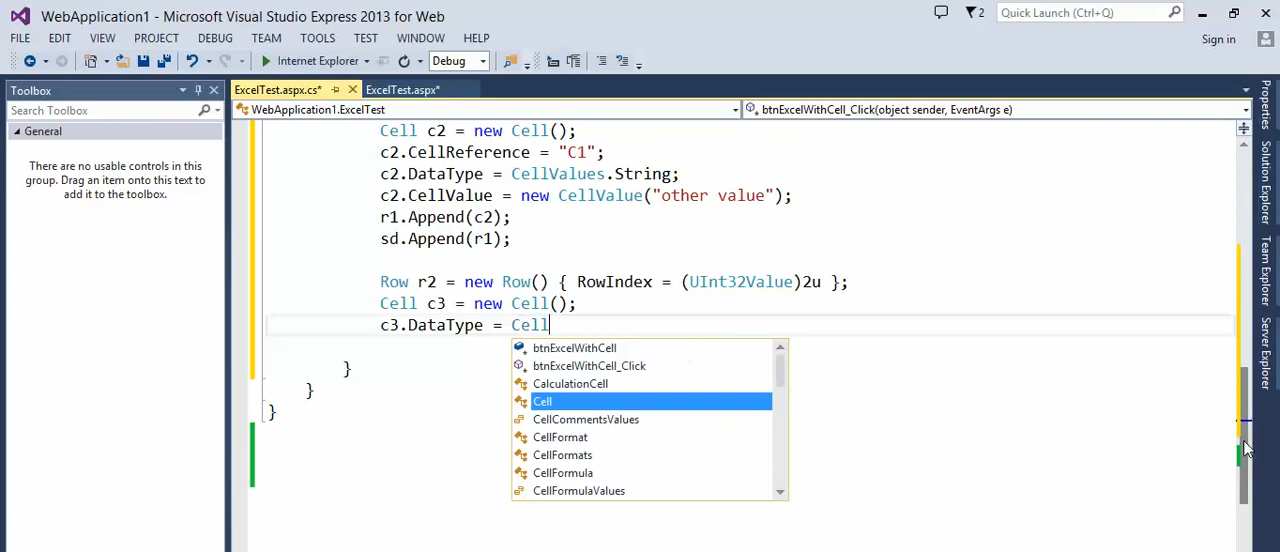 WebApplication1 - Microsoft Visual Studio Express 2013 for Web
2
Quick Launch (Ctrl+Q)
FILE EDIT VIEW PROJECT DEBUG TEAM TOOLS TEST WINDOW HELP
Sign in
Internet Explorer
Debug
Toolbox
Search Toolbox
General
There are no usable controls in this
group. Drag an item onto this text to
add it to the toolbox.
ExcelTest.aspx.cs* ExcelTest.aspx*
WebApplication1.ExcelTest
btnExcelWithCell_Click(object sender, EventArgs e)
Cell c2 = new Cell();
c2.CellReference = "C1";
c2.DataType = CellValues.String;
c2.CellValue = new CellValue("other value");
r1.Append(c2);
sd.Append(r1);
Row r2 = new Row() { RowIndex = (UInt32Value)2u };
Cell c3 = new Cell();
c3.DataType = Cell
}
}
}
btnExcelWithCell
btnExcelWithCell_Click
CalculationCell
Cell
CellCommentsValues
CellFormat
CellFormats
CellFormula
CellFormulaValues
Properties
Solution Explorer
Team Explorer
Server Explorer